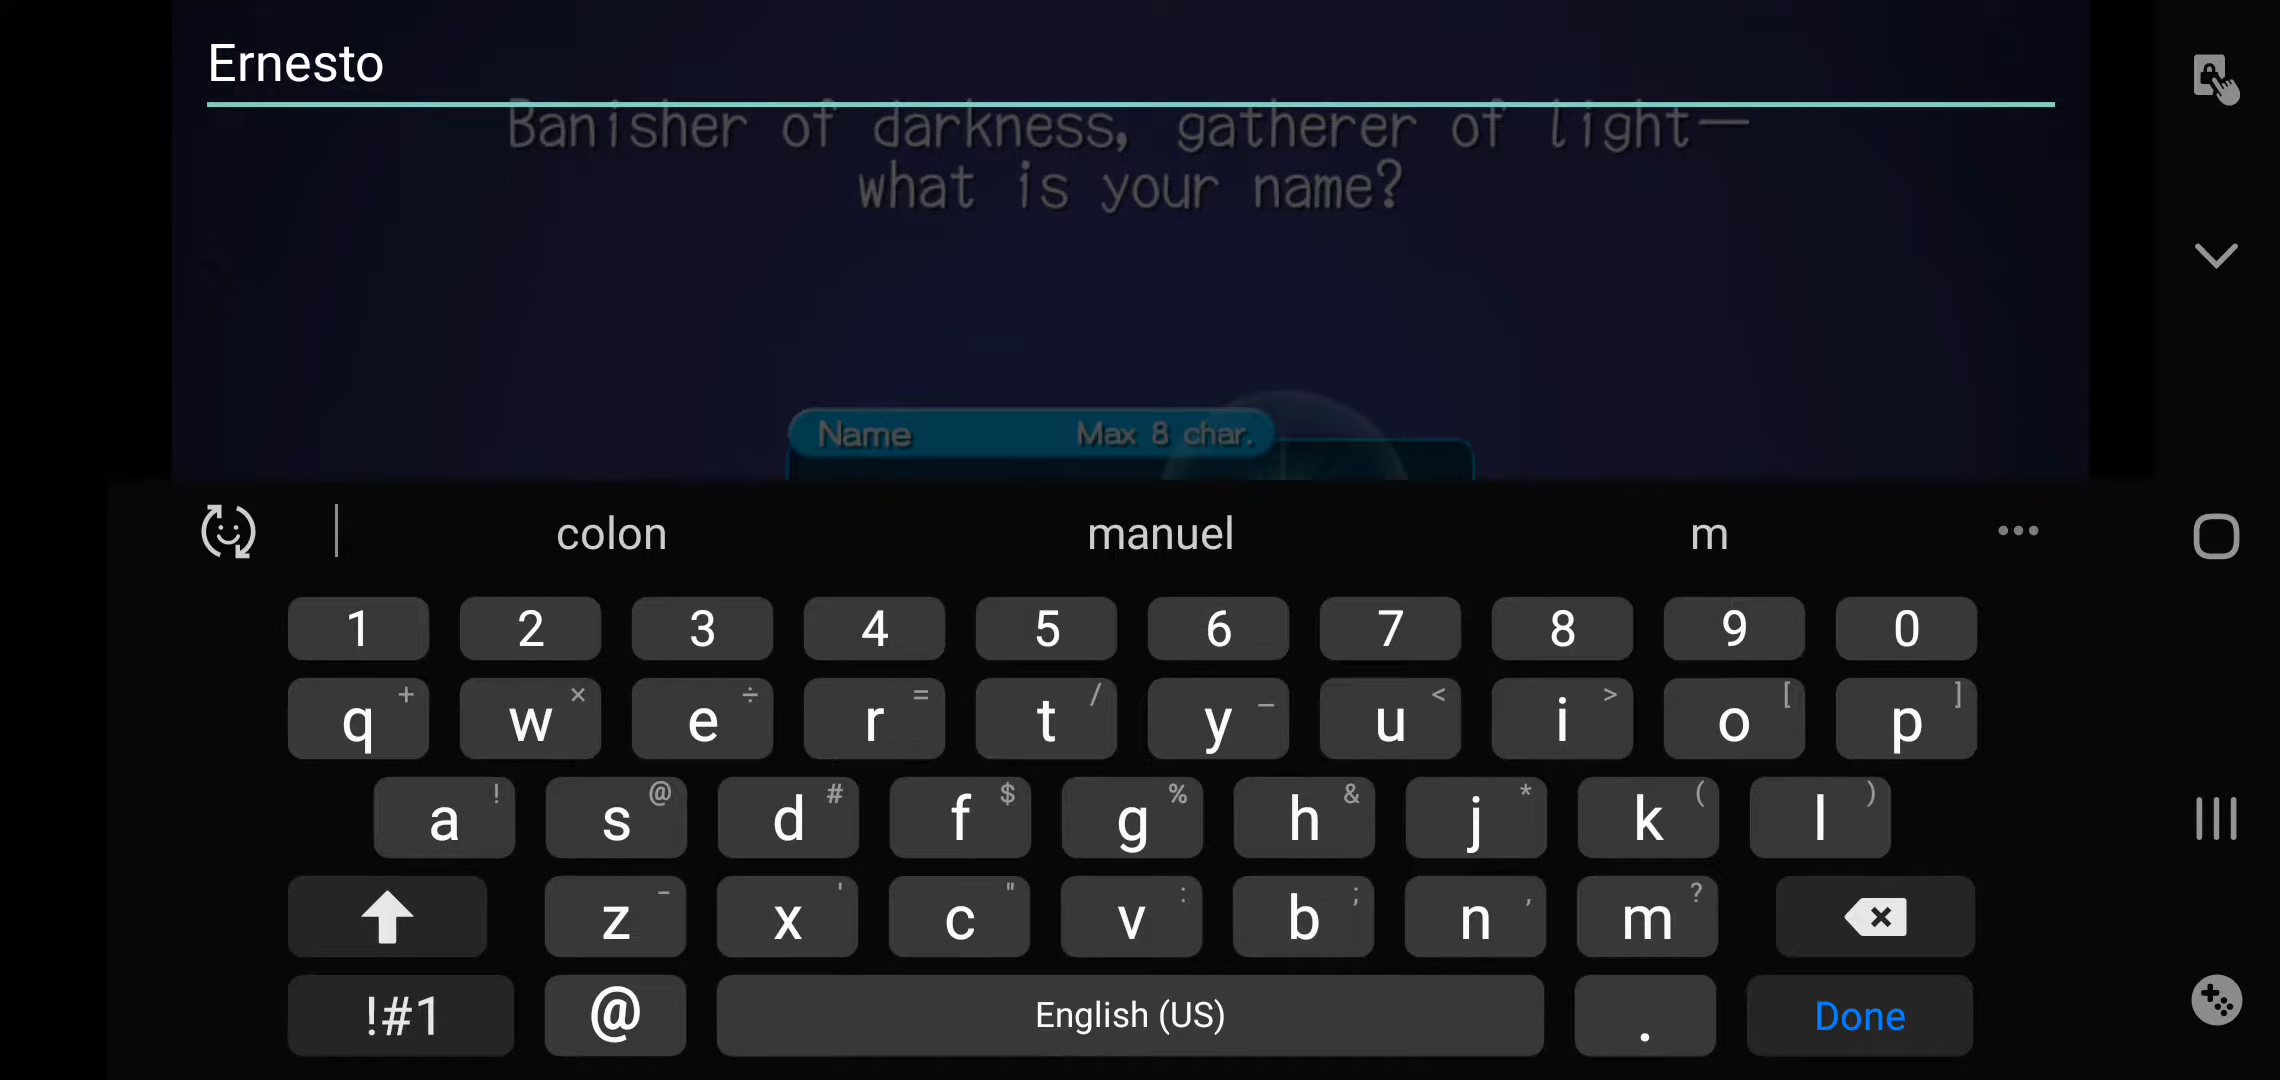 Ernesto
Banisher of darkness, gatherer of light—
what is your name?
Name Max 8 char.
colon manuel m
1 2 3 4 5 6 7 8 9 0
q + w × e ÷ r = t / y _ u < i > o [ p ]
a ! s @ d # f $ g % h & j * k ( l )
z - x ' c " v : b ; n , m ?
!#1 @ English (US) . Done